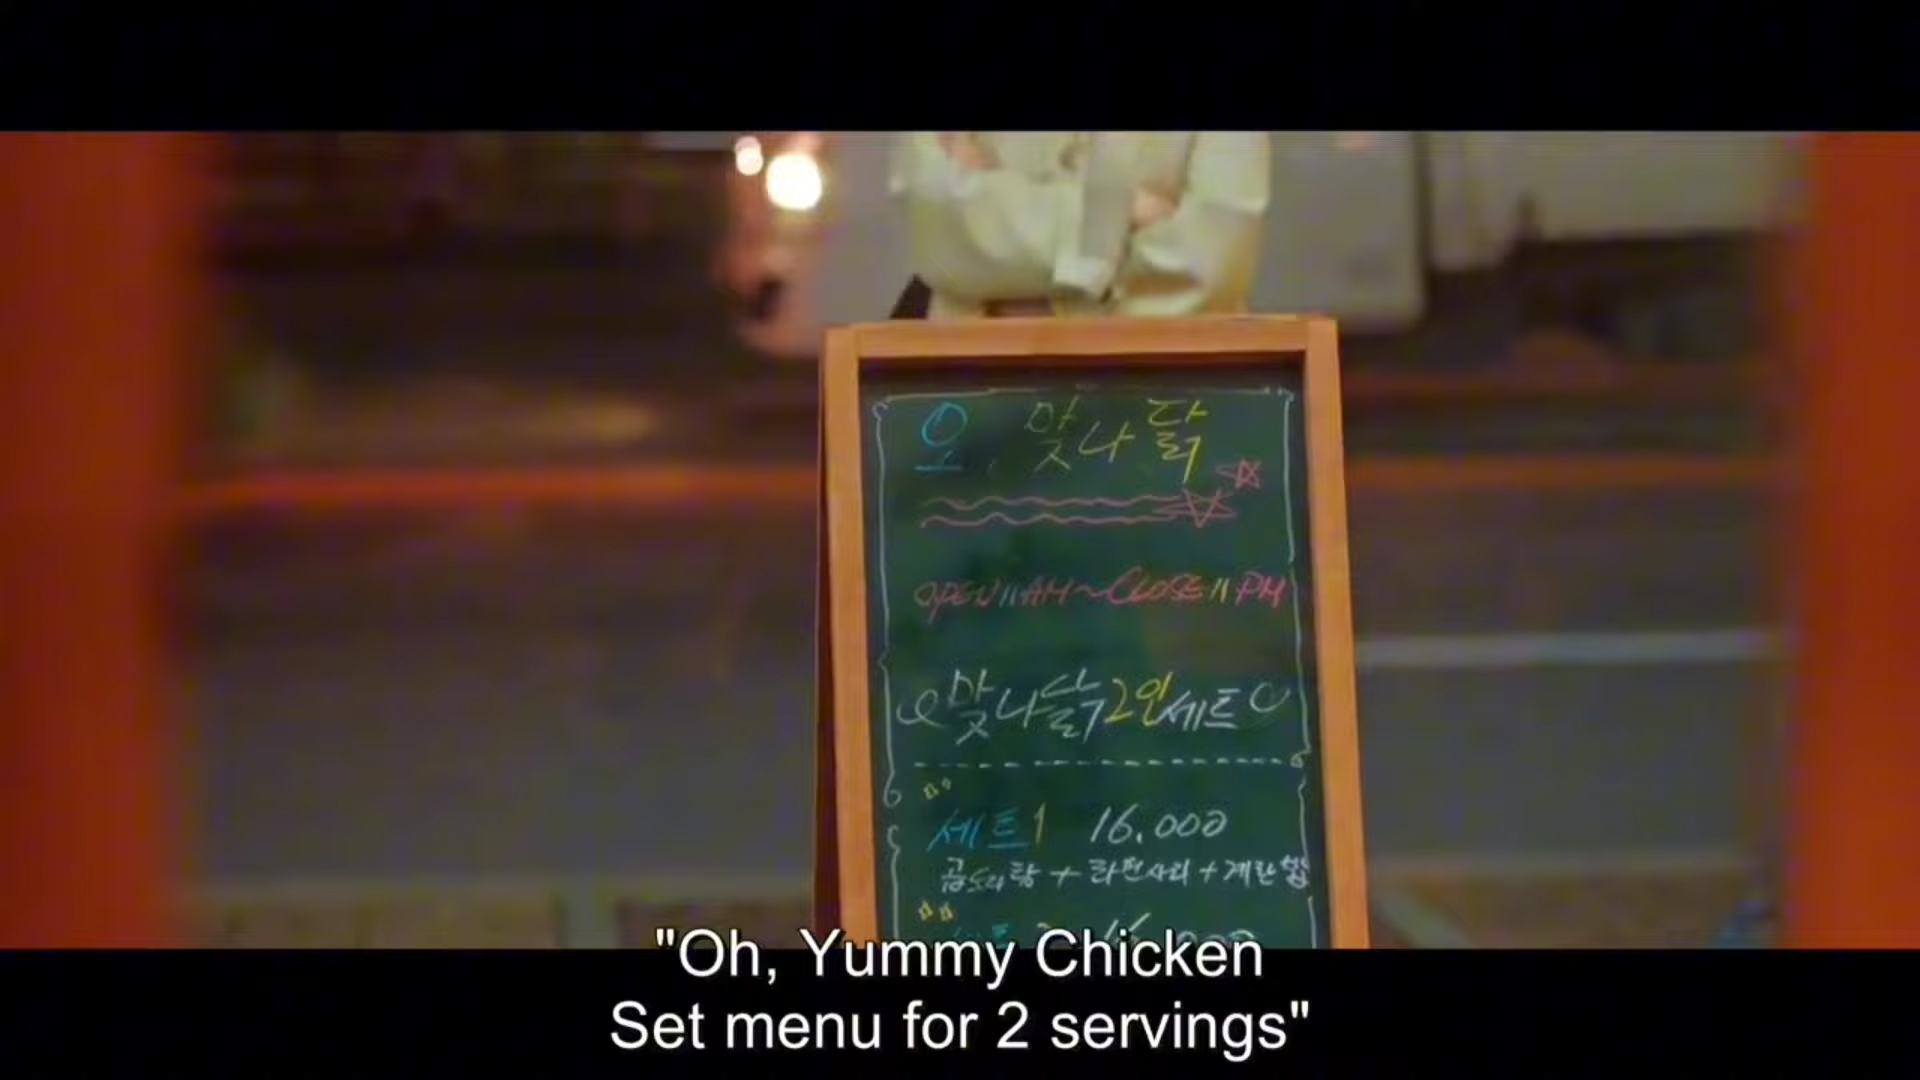 오, 맛나닭
OPEN 11AM~CLOSE 11PM
맛나닭 2인세트
세트1 16.000
곰도리탕 + 라면사리 + 계란찜
"Oh, Yummy Chicken
Set menu for 2 servings"